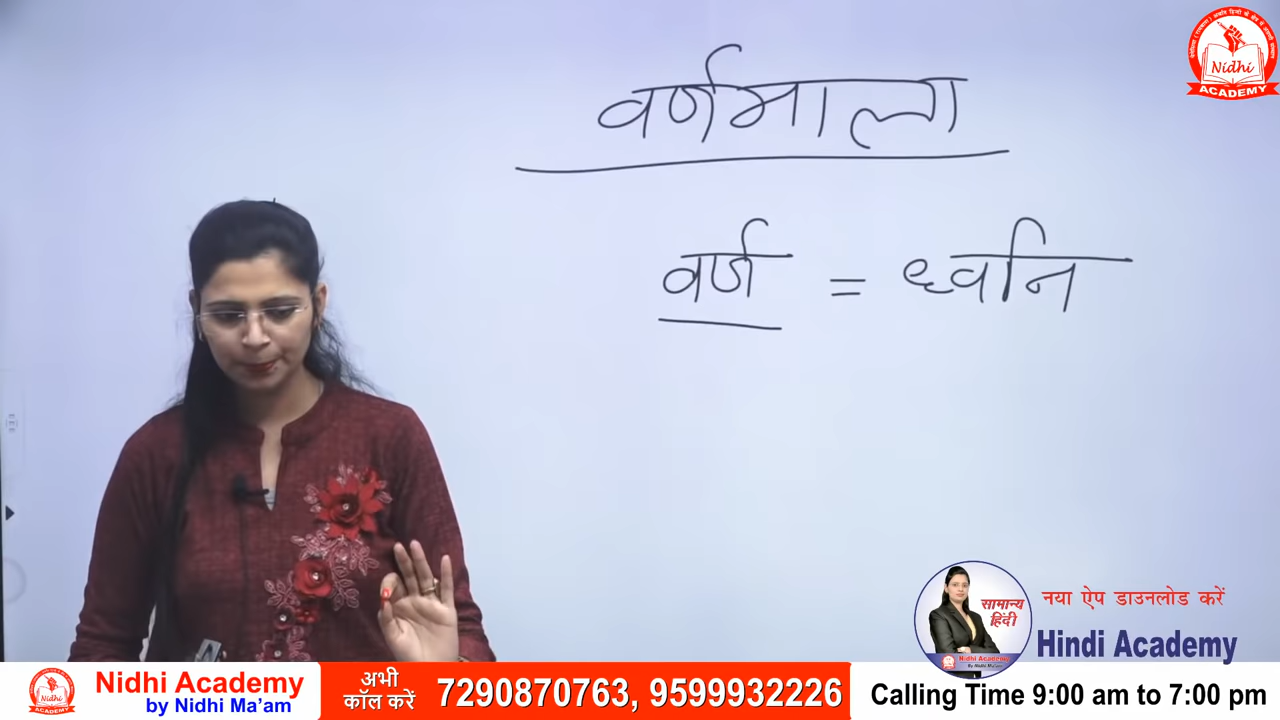 वर्णमाला
वर्ण = ध्वनि
Nidhi
ACADEMY
सामान्य
हिंदी
नया ऐप डाउनलोड करें
Hindi Academy
Nidhi Academy
by Nidhi Ma'am
अभी
कॉल करें
7290870763, 9599932226
Calling Time 9:00 am to 7:00 pm